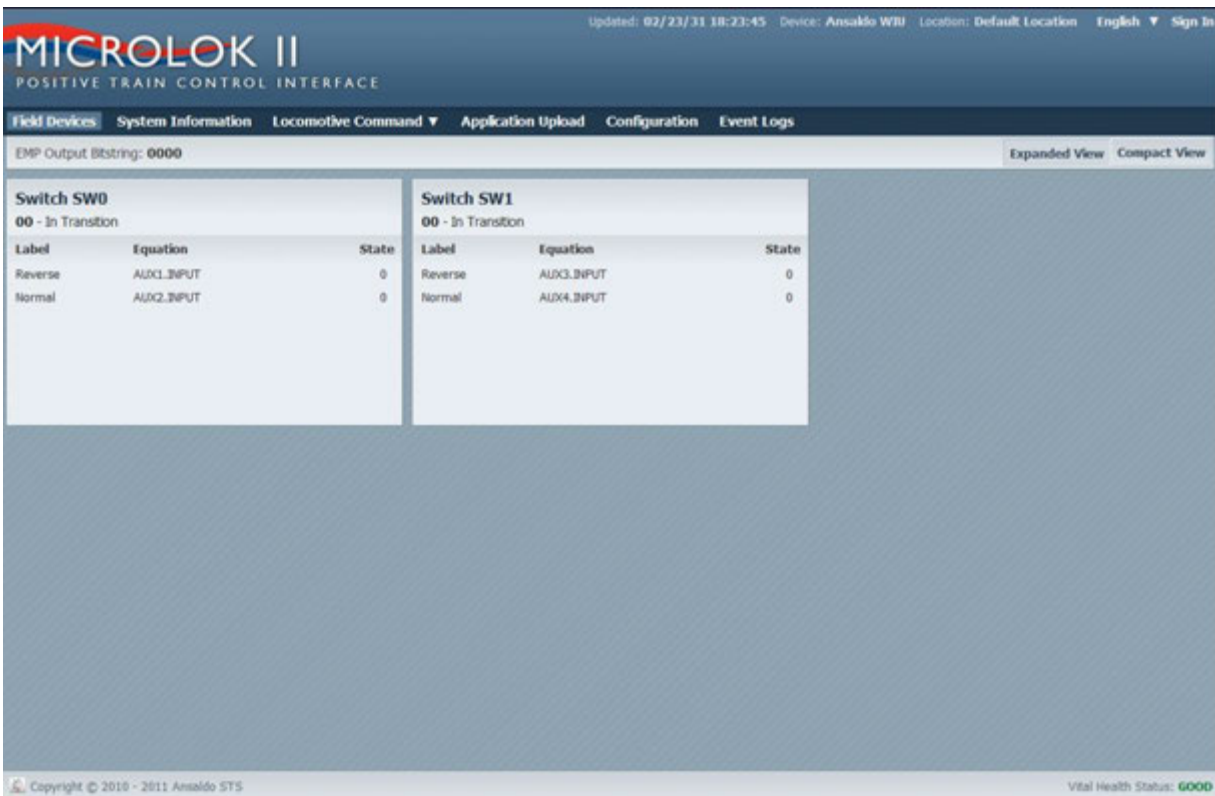 Updated: 02/23/31 18:23:45 Device: Ansaldo WIU Location: Default Location English ▼ Sign In
MICROLOK II
POSITIVE TRAIN CONTROL INTERFACE
Field Devices System Information Locomotive Command ▼ Application Upload Configuration Event Logs
EMP Output Bitstring: 0000 Expanded View Compact View
Switch SW0
00 - In Transition
Label Equation State
Reverse AUX1.INPUT 0
Normal AUX2.INPUT 0
Switch SW1
00 - In Transition
Label Equation State
Reverse AUX3.INPUT 0
Normal AUX4.INPUT 0
Copyright © 2010 - 2011 Ansaldo STS Vital Health Status: GOOD